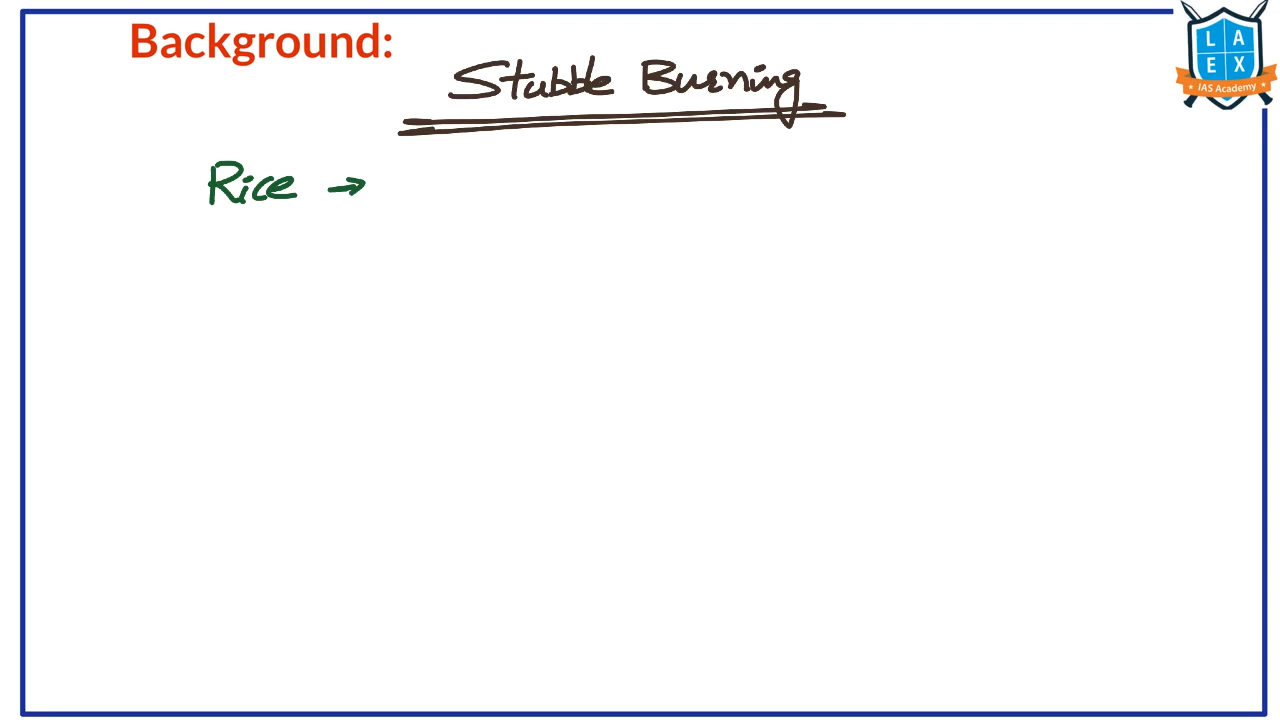 Background:
Stubble Burning
Rice →
L A
E X
IAS Academy